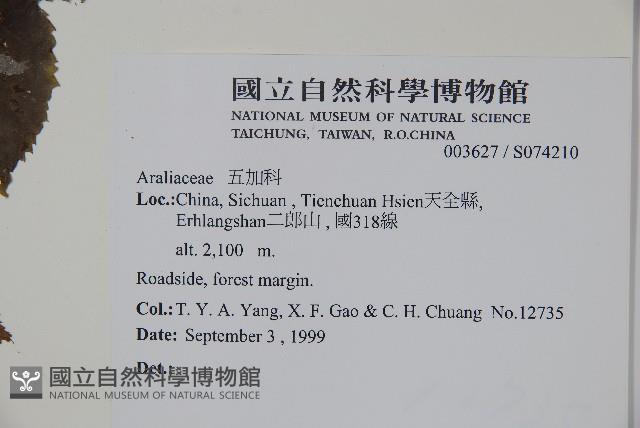 國立自然科學博物館
NATIONAL MUSEUM OF NATURAL SCIENCE
TAICHUNG, TAIWAN, R.O.CHINA
003627 / S074210
Araliaceae 五加科
Loc.:China, Sichuan , Tienchuan Hsien天全縣,
Erhlangshan二郎山 , 國318線
alt. 2,100 m.
Roadside, forest margin.
Col.: T. Y. A. Yang, X. F. Gao & C. H. Chuang No.12735
Date: September 3 , 1999
Det.:
國立自然科學博物館
NATIONAL MUSEUM OF NATURAL SCIENCE